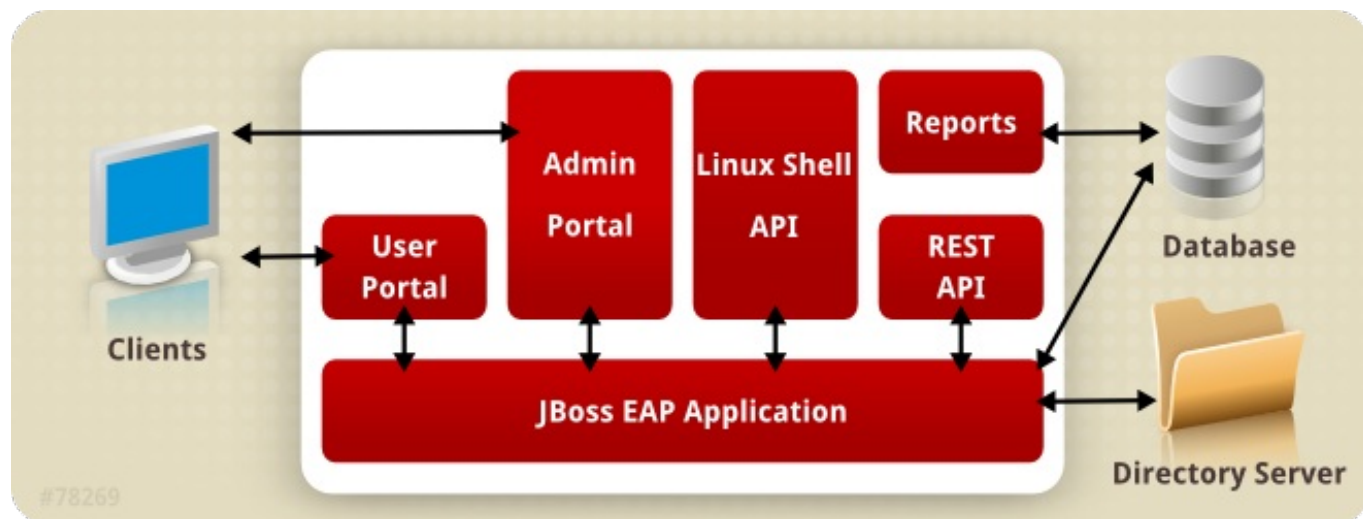 Admin
Portal
Linux Shell
API
Reports
User
Portal
REST
API
Database
Clients
JBoss EAP Application
Directory Server
#78269